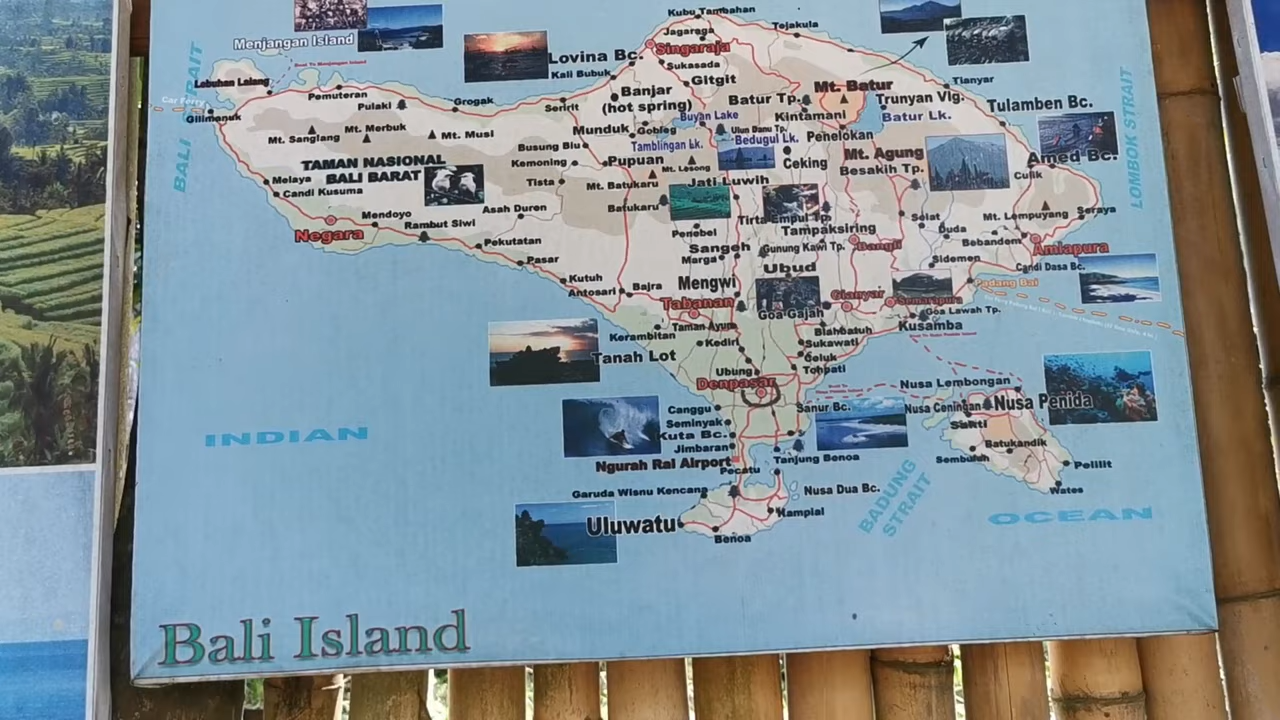 Kubu Tambahan
Tejakula
Jagaraga
Menjangan Island
Singaraja
Lovina Bc.
Sukasada
Kali Bubuk
Gitgit
Labuhan Lalang
Pemuteran
Pulaki
Grogak
Seririt
Banjar
(hot spring)
Mt. Batur
Tianyar
Car Ferry
Gilimanuk
BALI STRAIT
Batur Tp.
Kintamani
Trunyan Vlg.
Batur Lk.
Tulamben Bc.
LOMBOK STRAIT
Buyan Lake
Munduk
Gobleg
Ulun Danu Tp.
Bedugul Lk.
Penelokan
Mt. Sanglang
Mt. Merbuk
Mt. Musi
Busung Biu
Tamblingan Lk.
TAMAN NASIONAL
BALI BARAT
Kemoning
Pupuan
Mt. Lesong
Ceking
Mt. Agung
Besakih Tp.
Amed Bc.
Culik
Melaya
Candi Kusuma
Tista
Mt. Batukaru
Jati Luwih
Batukaru
Asah Duren
Mendoyo
Rambut Siwi
Negara
Penebel
Tirta Empul Tp.
Tampaksiring
Selat
Duda
Mt. Lempuyang
Seraya
Pekutatan
Sangeh
Marga
Gunung Kawi Tp.
Bangli
Bebandem
Amlapura
Pasar
Ubud
Sidemen
Candi Dasa Bc.
Kutuh
Antosari
Bajra
Mengwi
Padang Bai
Tabanan
Goa Gajah
Gianyar
Semarapura
Goa Lawah Tp.
Kusamba
Kerambitan
Taman Ayun
Kediri
Blahbatuh
Sukawati
Celuk
Tohpati
Tanah Lot
Ubung
Denpasar
Nusa Lembongan
Canggu
Sanur Bc.
Nusa Ceningan
Nusa Penida
Seminyak
Sakti
Kuta Bc.
Batukandik
Jimbaran
Tanjung Benoa
Sembuluh
Pelilit
Ngurah Rai Airport
Pecatu
Garuda Wisnu Kencana
Nusa Dua Bc.
Wates
Kampial
Uluwatu
Benoa
BADUNG
STRAIT
INDIAN
OCEAN
Bali Island